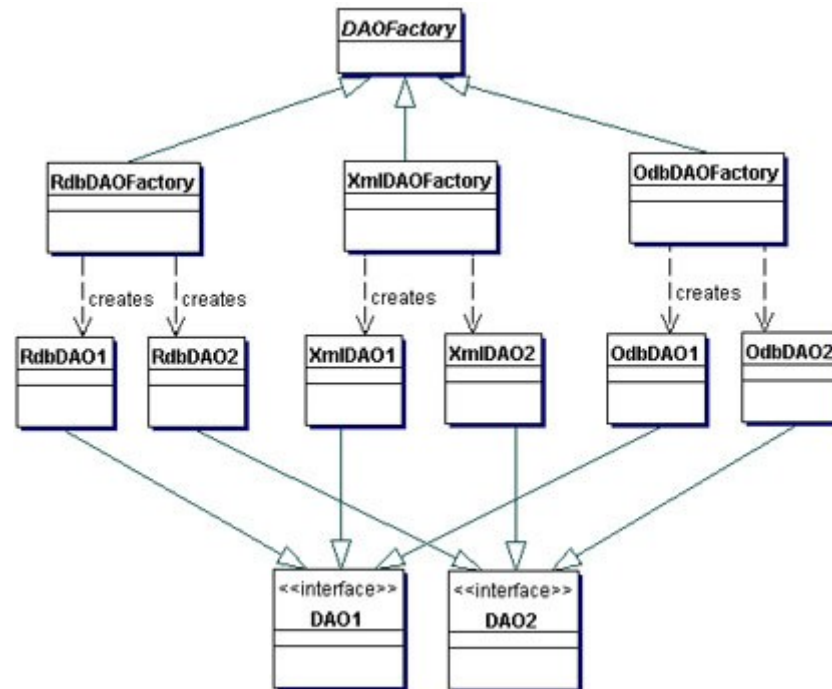 DAOFactory
RdbDAOFactory
XmlDAOFactory
OdbDAOFactory
creates
creates
creates
creates
RdbDAO1
RdbDAO2
XmlDAO1
XmlDAO2
OdbDAO1
OdbDAO2
<<interface>>
DAO1
<<interface>>
DAO2